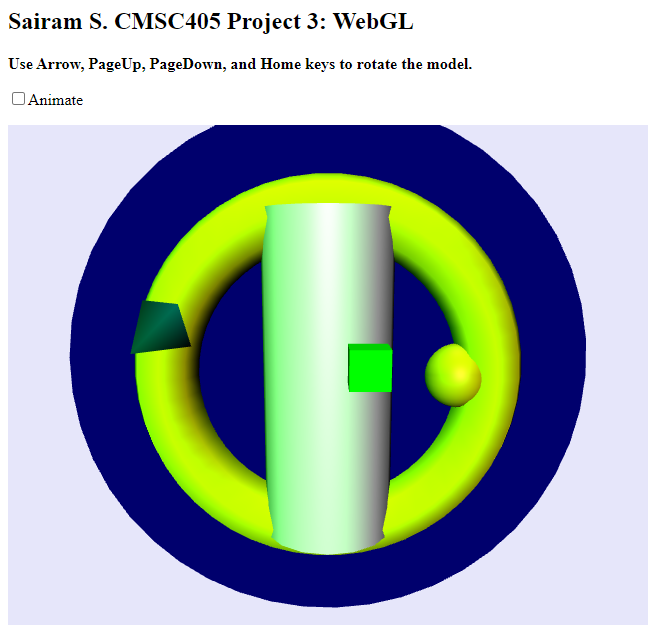 Sairam S. CMSC405 Project 3: WebGL
Use Arrow, PageUp, PageDown, and Home keys to rotate the model.
Animate